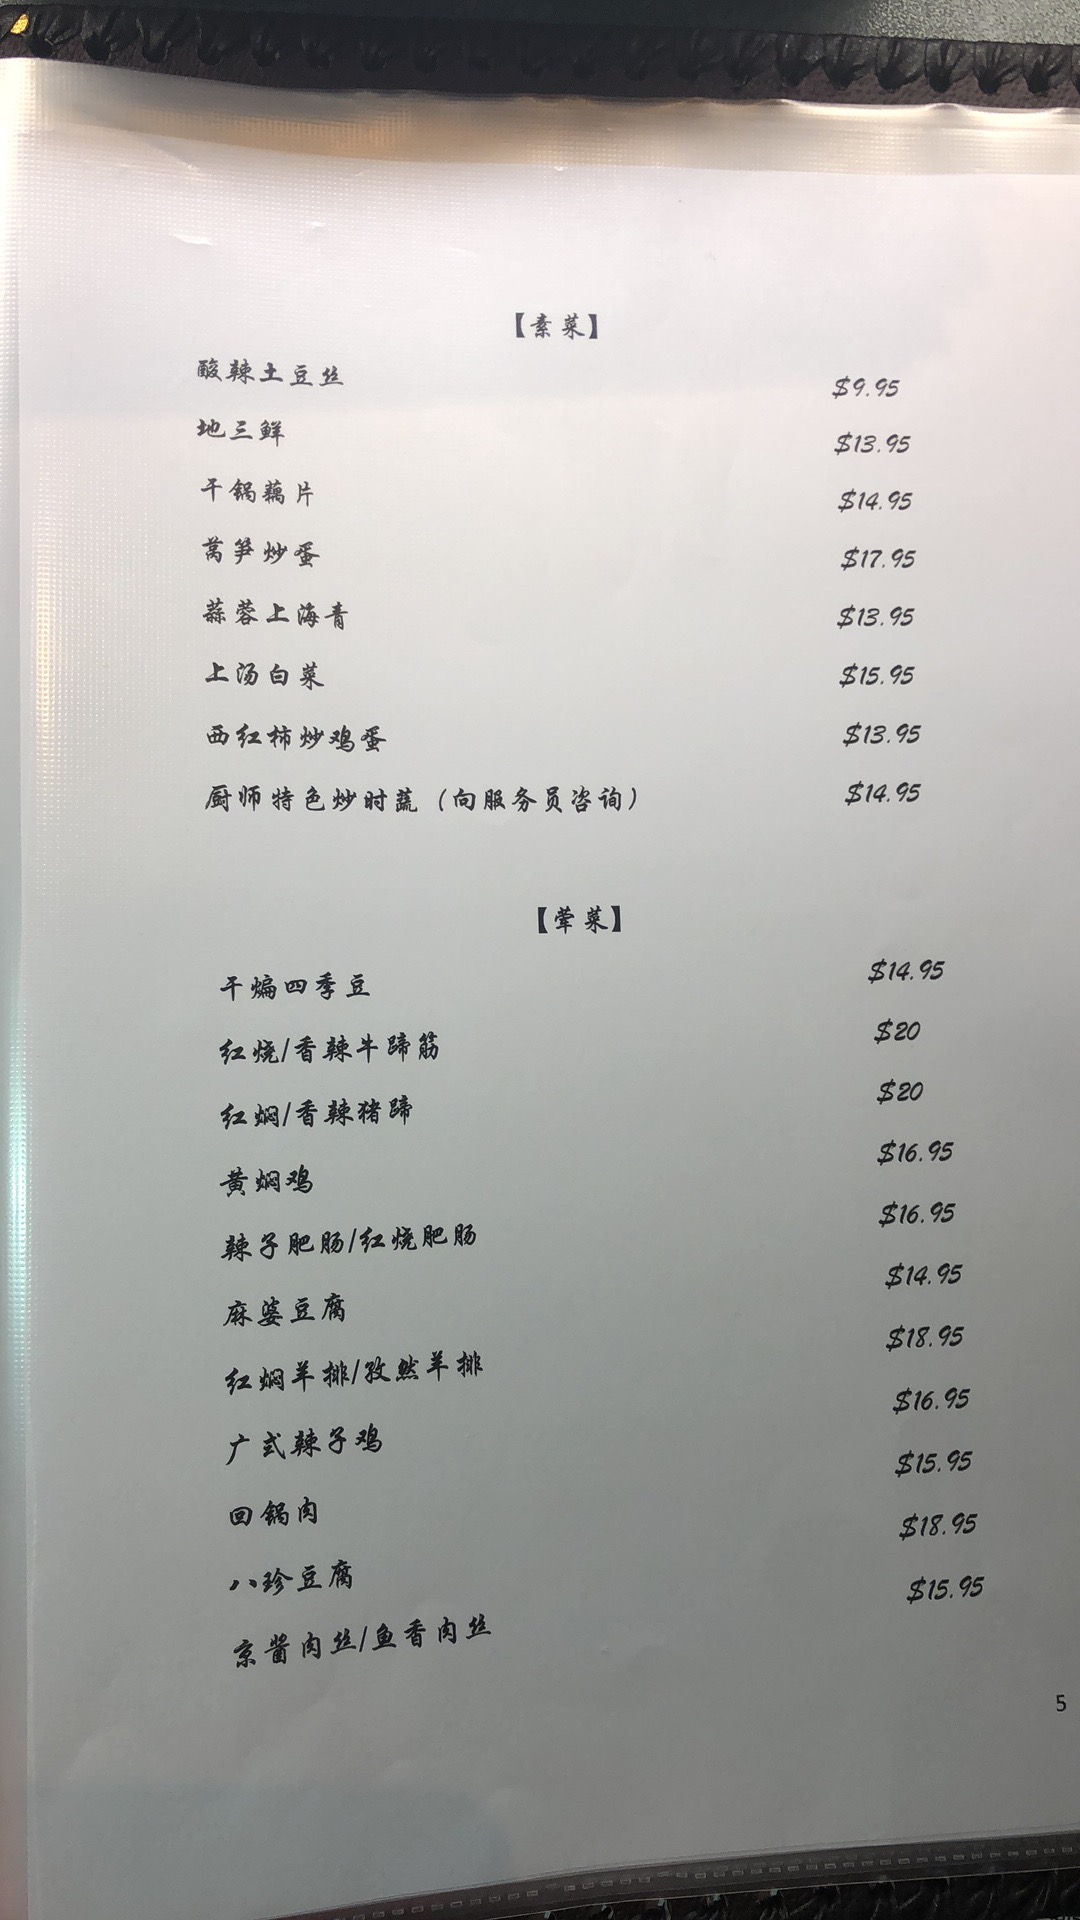 【素菜】
酸辣土豆丝 $9.95
地三鲜 $13.95
干锅藕片 $14.95
莴笋炒蛋 $17.95
蒜蓉上海青 $13.95
上汤白菜 $15.95
西红柿炒鸡蛋 $13.95
厨师特色炒时蔬（向服务员咨询） $14.95
【荤菜】
干煸四季豆 $14.95
红烧/香辣牛蹄筋 $20
红焖/香辣猪蹄 $20
黄焖鸡 $16.95
辣子肥肠/红烧肥肠 $16.95
麻婆豆腐 $14.95
红焖羊排/孜然羊排 $18.95
广式辣子鸡 $16.95
回锅肉 $15.95
八珍豆腐 $18.95
京酱肉丝/鱼香肉丝 $15.95
5